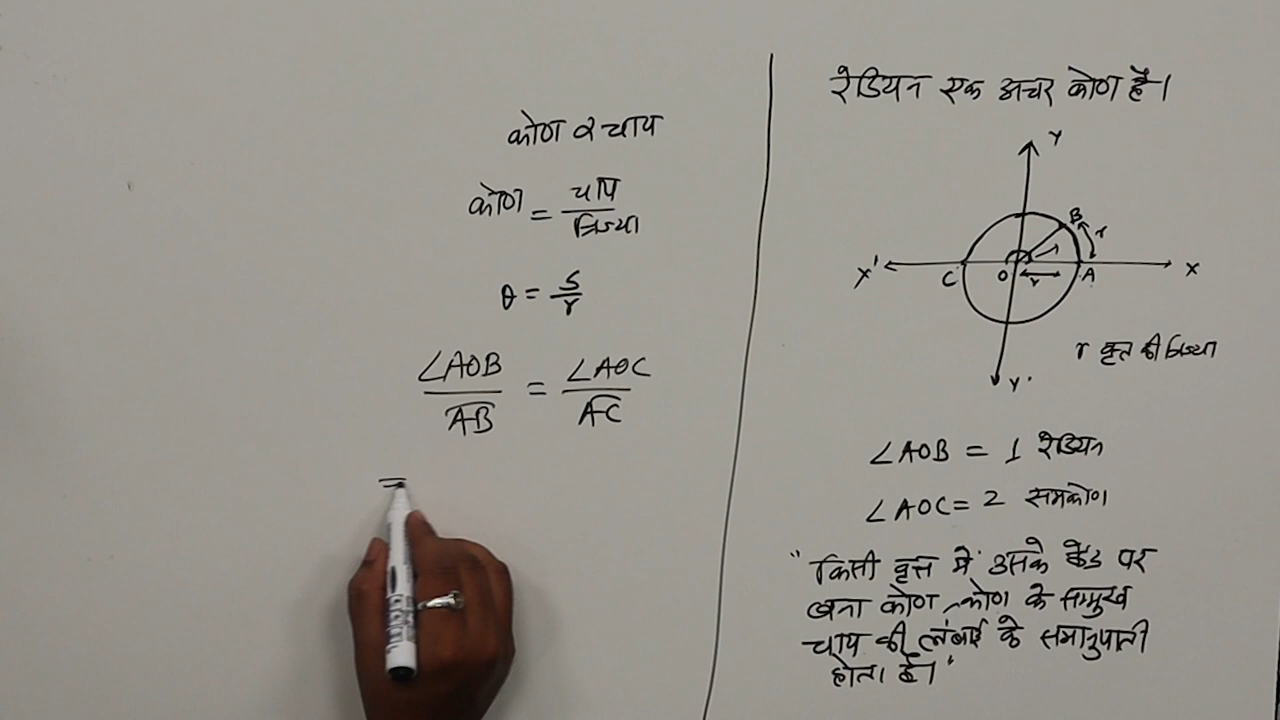 कोण α चाप
कोण = चाप / त्रिज्या
θ = S / r
∠AOB / AB = ∠AOC / AC
=
रेडियन एक अचर कोण है।
Y
B
r
X' C O r A X
Y'
r वृत्त की त्रिज्या
∠AOB = 1 रेडियन
∠AOC = 2 समकोण
"किसी वृत्त में उसके केंद्र पर
बना कोण, कोण के सम्मुख
चाप की लंबाई के समानुपाती
होता है।"